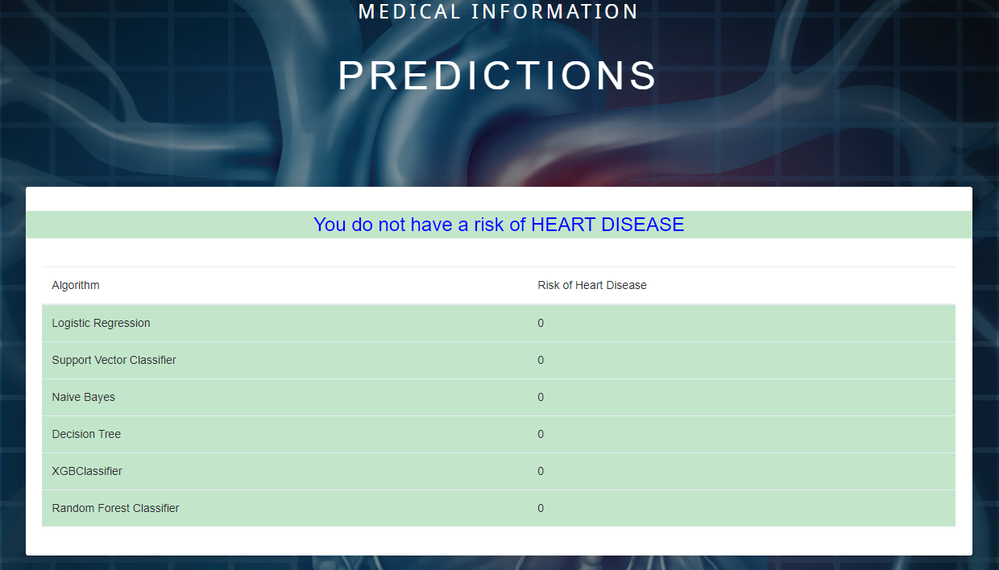 MEDICAL INFORMATION
PREDICTIONS
You do not have a risk of HEART DISEASE
Algorithm Risk of Heart Disease
Logistic Regression 0
Support Vector Classifier 0
Naive Bayes 0
Decision Tree 0
XGBClassifier 0
Random Forest Classifier 0